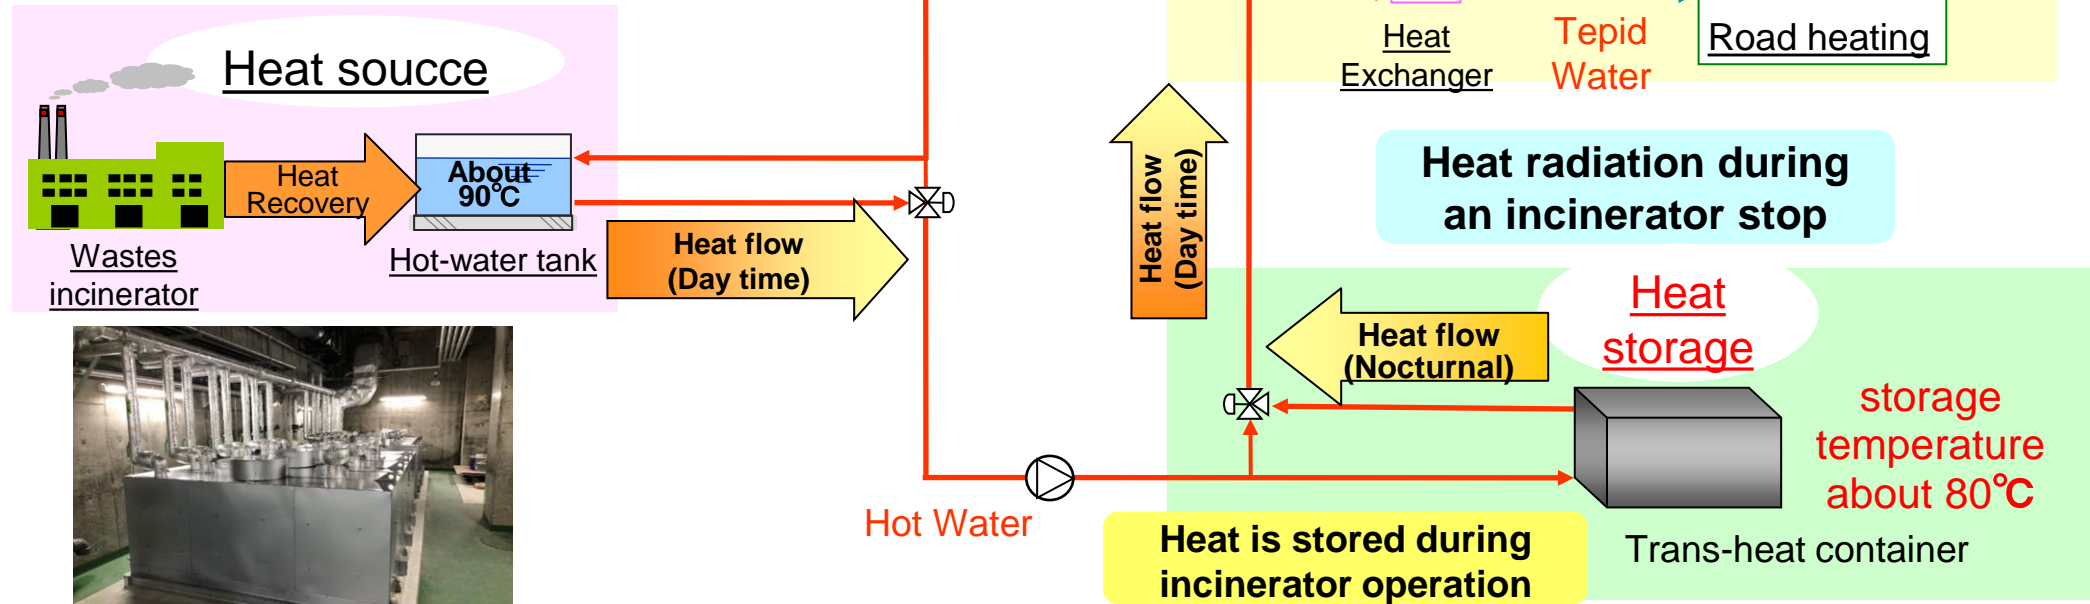 Heat soucce
Heat
Recovery
About
90℃
Wastes
incinerator
Hot-water tank
Heat flow
(Day time)
Hot Water
Heat flow
(Day time)
Heat
Exchanger
Tepid
Water
Road heating
Heat radiation during
an incinerator stop
Heat
storage
Heat flow
(Nocturnal)
storage
temperature
about 80℃
Trans-heat container
Heat is stored during
incinerator operation